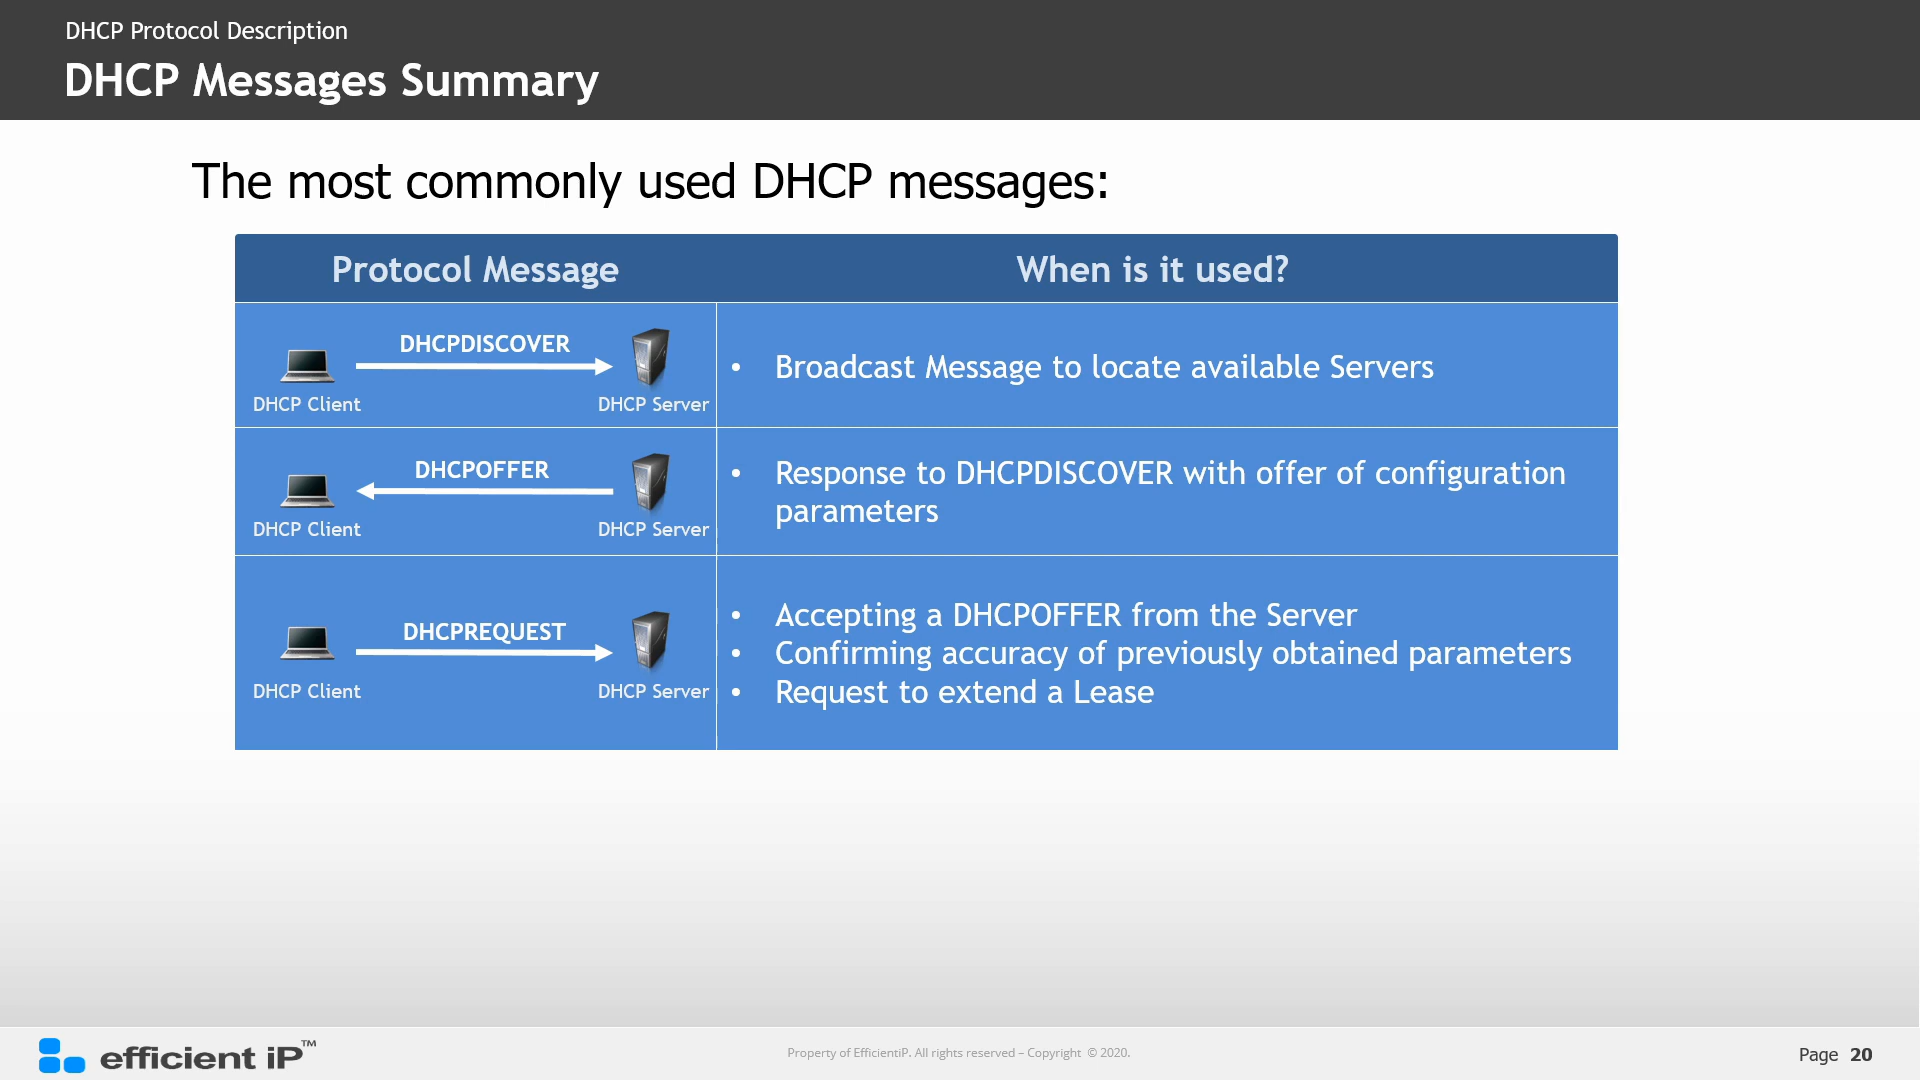 DHCP Protocol Description
DHCP Messages Summary
The most commonly used DHCP messages:
Protocol Message
When is it used?
DHCPDISCOVER
DHCP Client
DHCP Server
• Broadcast Message to locate available Servers
DHCPOFFER
DHCP Client
DHCP Server
• Response to DHCPDISCOVER with offer of configuration
parameters
DHCPREQUEST
DHCP Client
DHCP Server
• Accepting a DHCPOFFER from the Server
• Confirming accuracy of previously obtained parameters
• Request to extend a Lease
efficient iP™
Property of EfficientiP. All rights reserved – Copyright © 2020.
Page 20